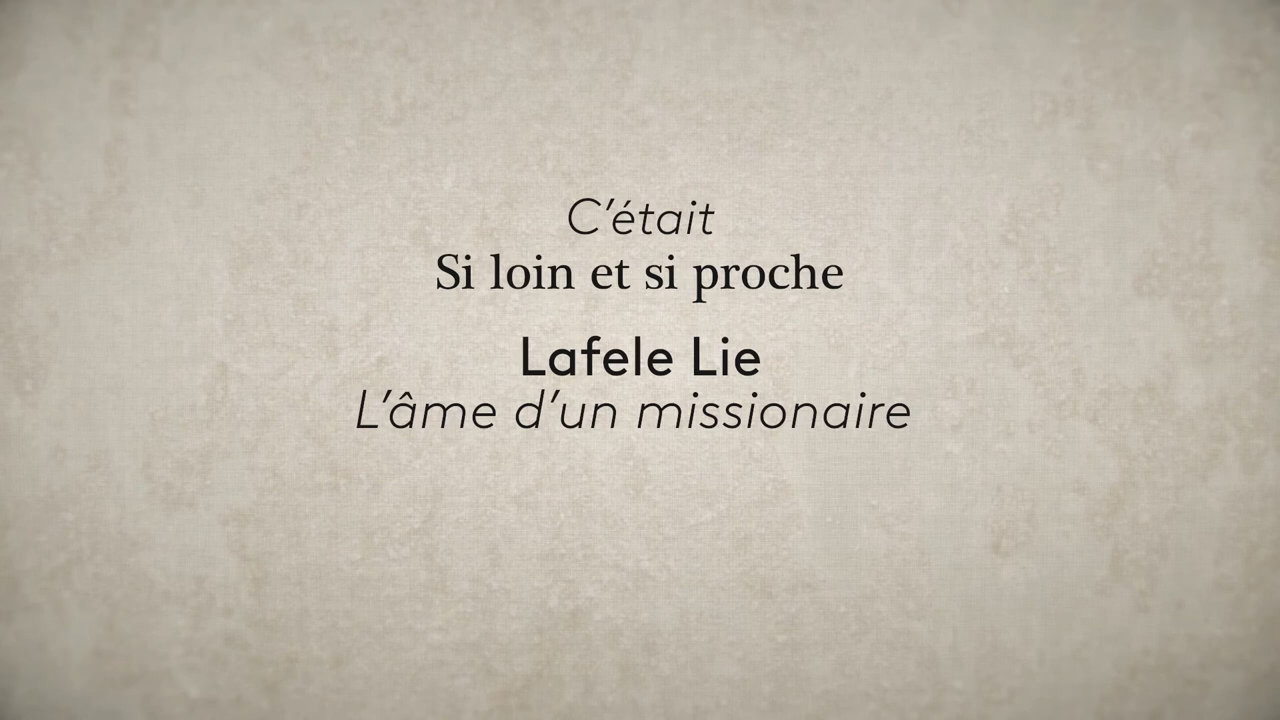 C’était
Si loin et si proche
Lafele Lie
L’âme d’un missionaire